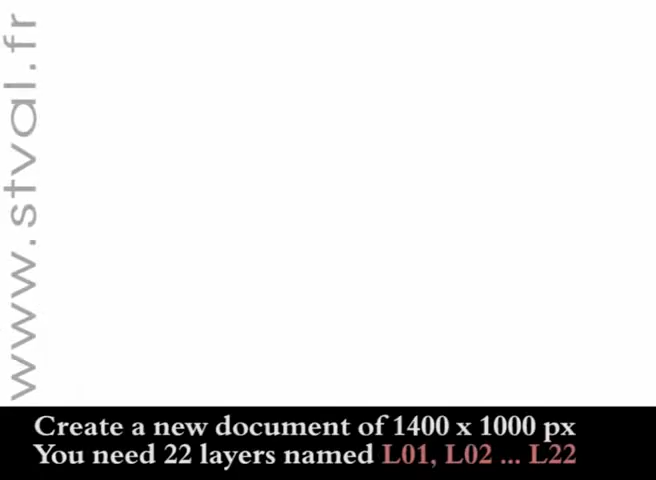 www.stval.fr
Create a new document of 1400 x 1000 px
You need 22 layers named L01, L02 ... L22